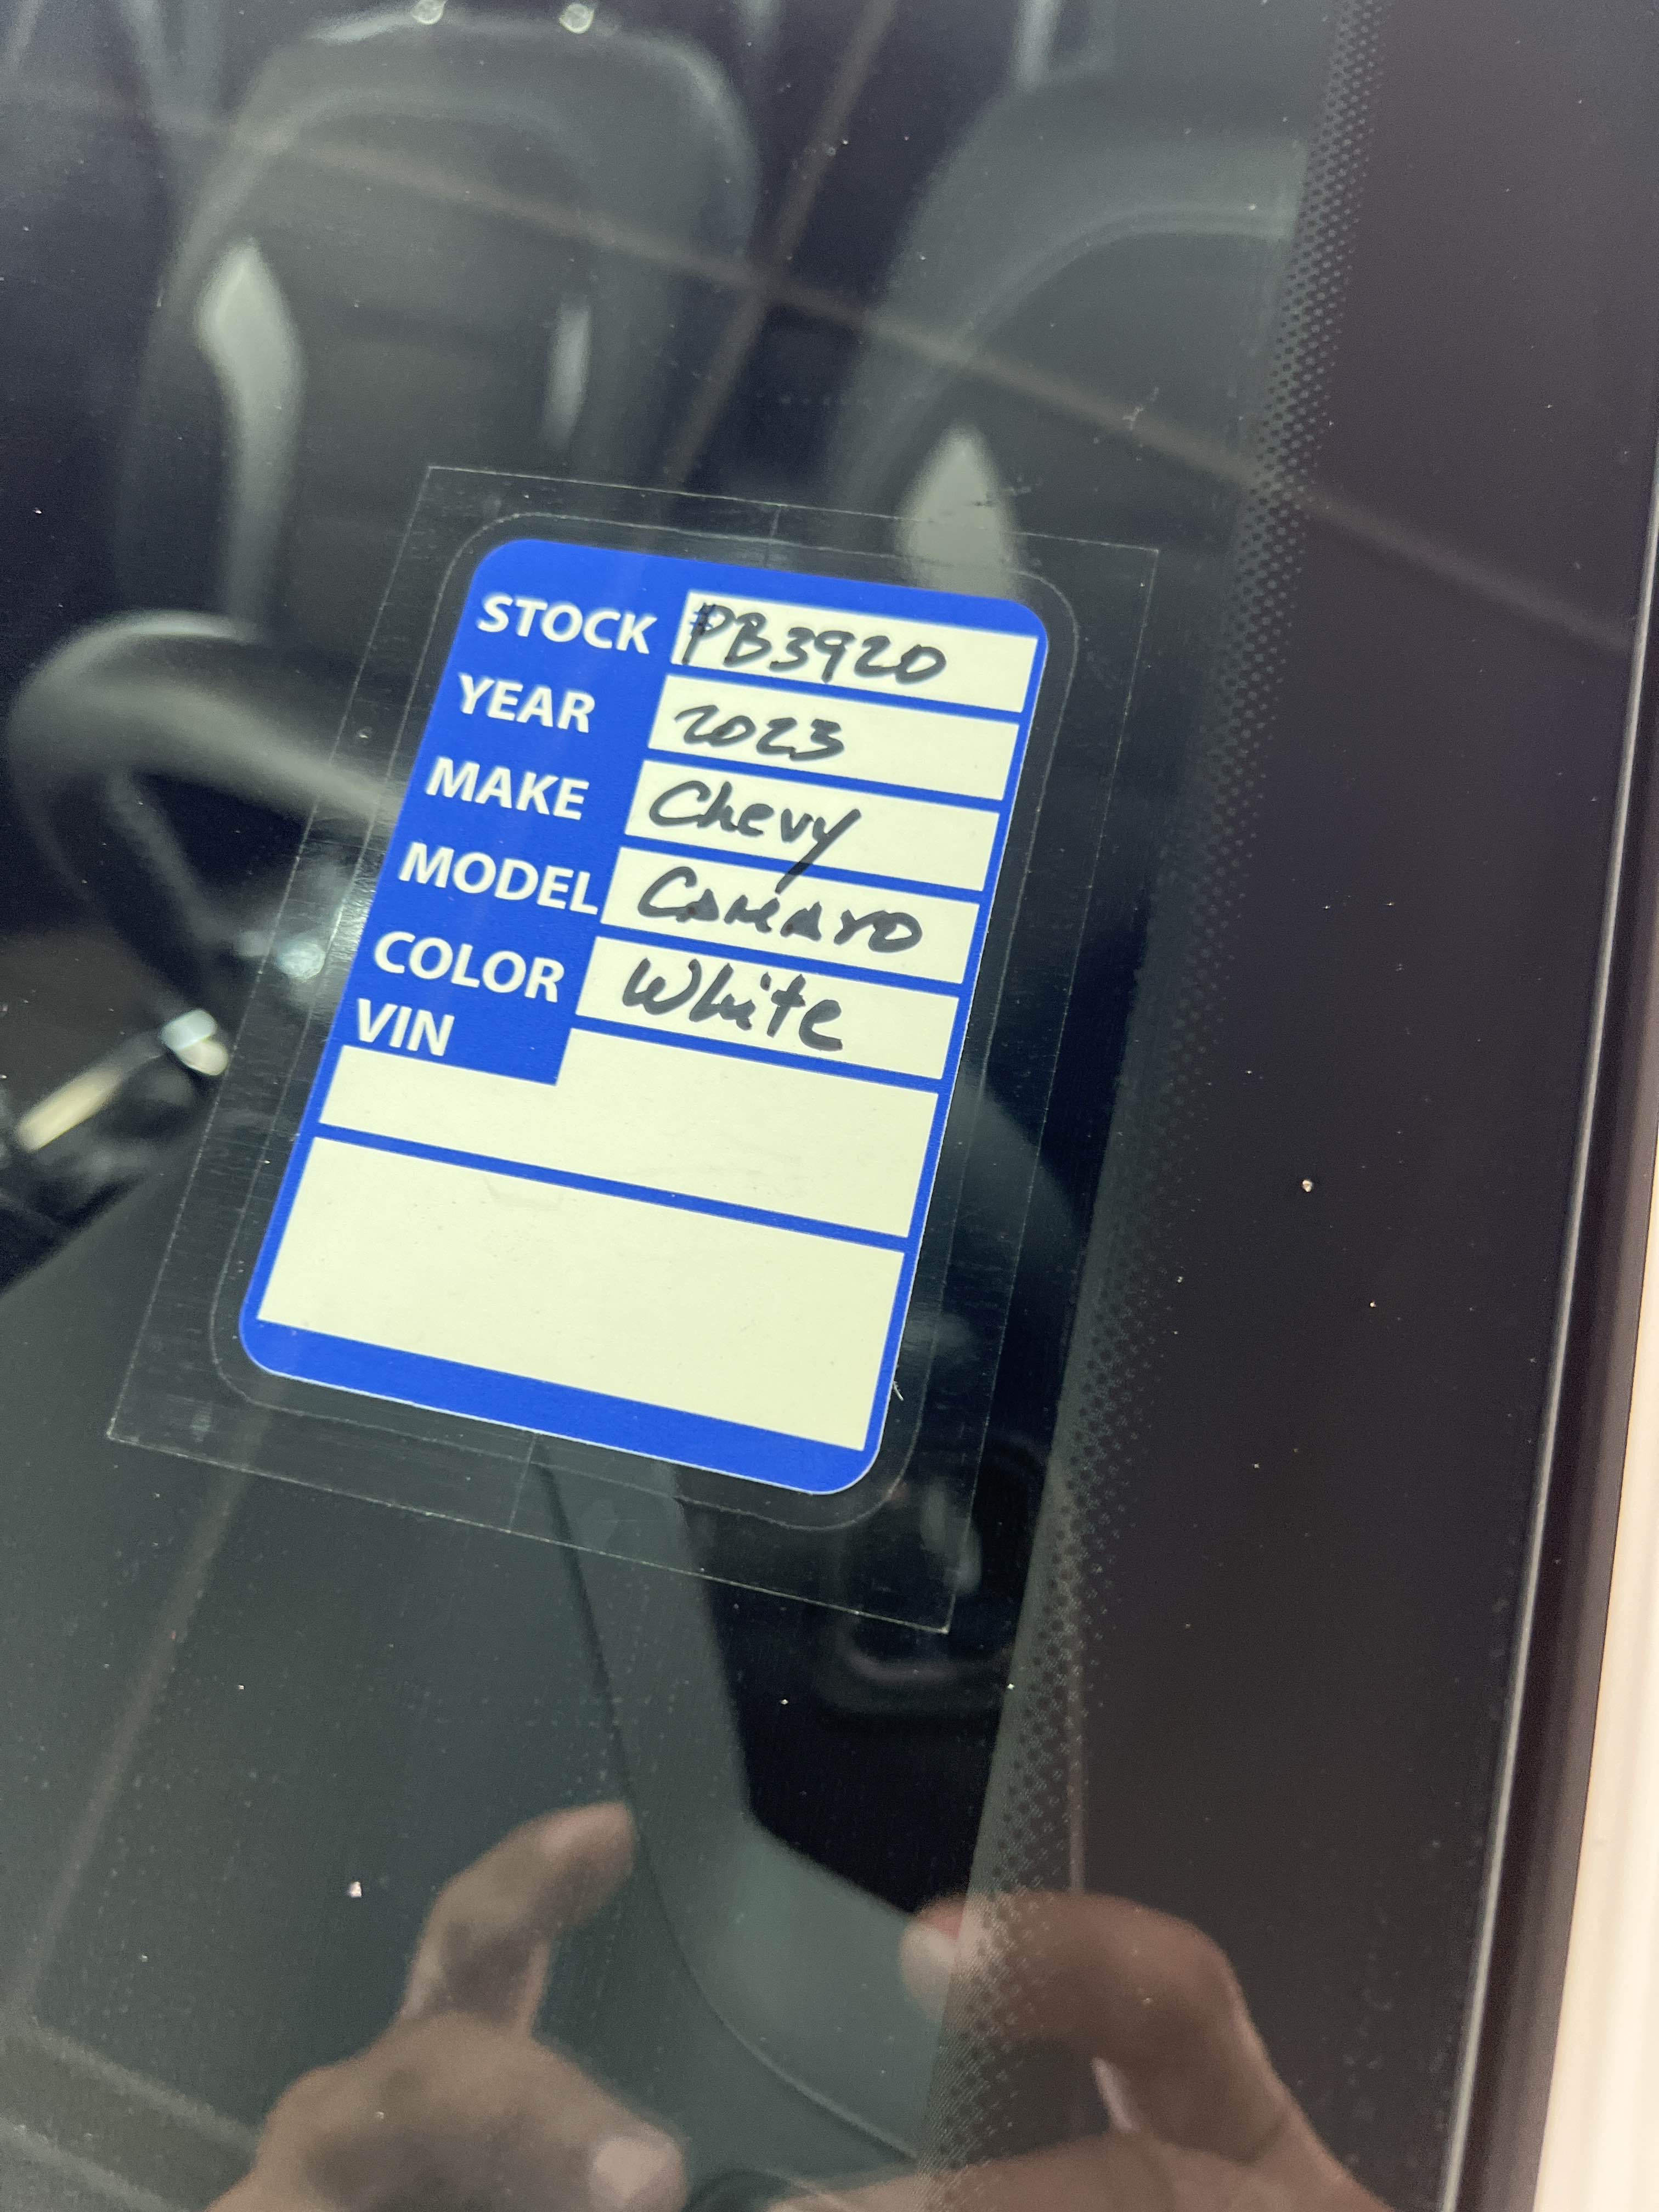 STOCK #PB3920
YEAR 2023
MAKE Chevy
MODEL Camaro
COLOR White
VIN